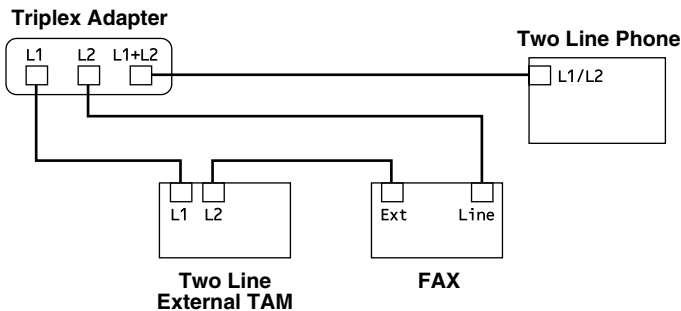 Triplex Adapter
L1 L2 L1+L2
Two Line Phone
L1/L2
L1 L2
Ext Line
Two Line
External TAM
FAX